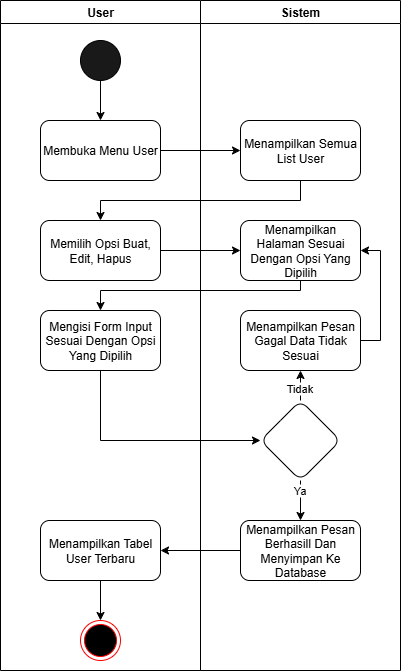 User
Sistem
Membuka Menu User
Menampilkan Semua
List User
Memilih Opsi Buat,
Edit, Hapus
Menampilkan
Halaman Sesuai
Dengan Opsi Yang
Dipilih
Mengisi Form Input
Sesuai Dengan Opsi
Yang Dipilih
Menampilkan Pesan
Gagal Data Tidak
Sesuai
Tidak
Ya
Menampilkan Pesan
Berhasill Dan
Menyimpan Ke
Database
Menampilkan Tabel
User Terbaru